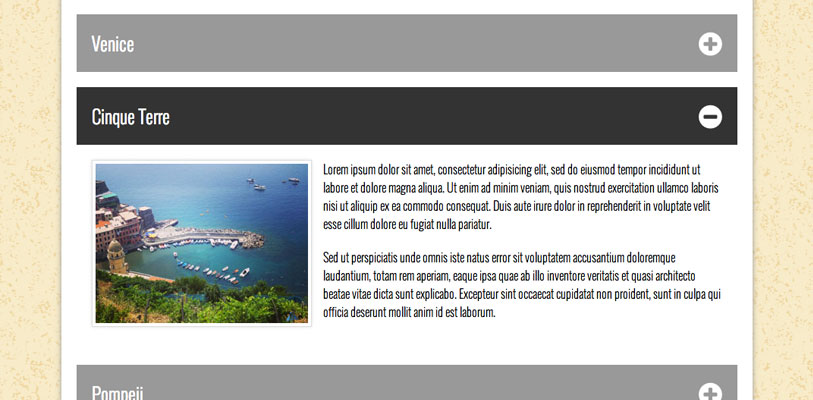 Venice
Cinque Terre
Lorem ipsum dolor sit amet, consectetur adipisicing elit, sed do eiusmod tempor incididunt ut
labore et dolore magna aliqua. Ut enim ad minim veniam, quis nostrud exercitation ullamco laboris
nisi ut aliquip ex ea commodo consequat. Duis aute irure dolor in reprehenderit in voluptate velit
esse cillum dolore eu fugiat nulla pariatur.
Sed ut perspiciatis unde omnis iste natus error sit voluptatem accusantium doloremque
laudantium, totam rem aperiam, eaque ipsa quae ab illo inventore veritatis et quasi architecto
beatae vitae dicta sunt explicabo. Excepteur sint occaecat cupidatat non proident, sunt in culpa qui
officia deserunt mollit anim id est laborum.
Pompeii